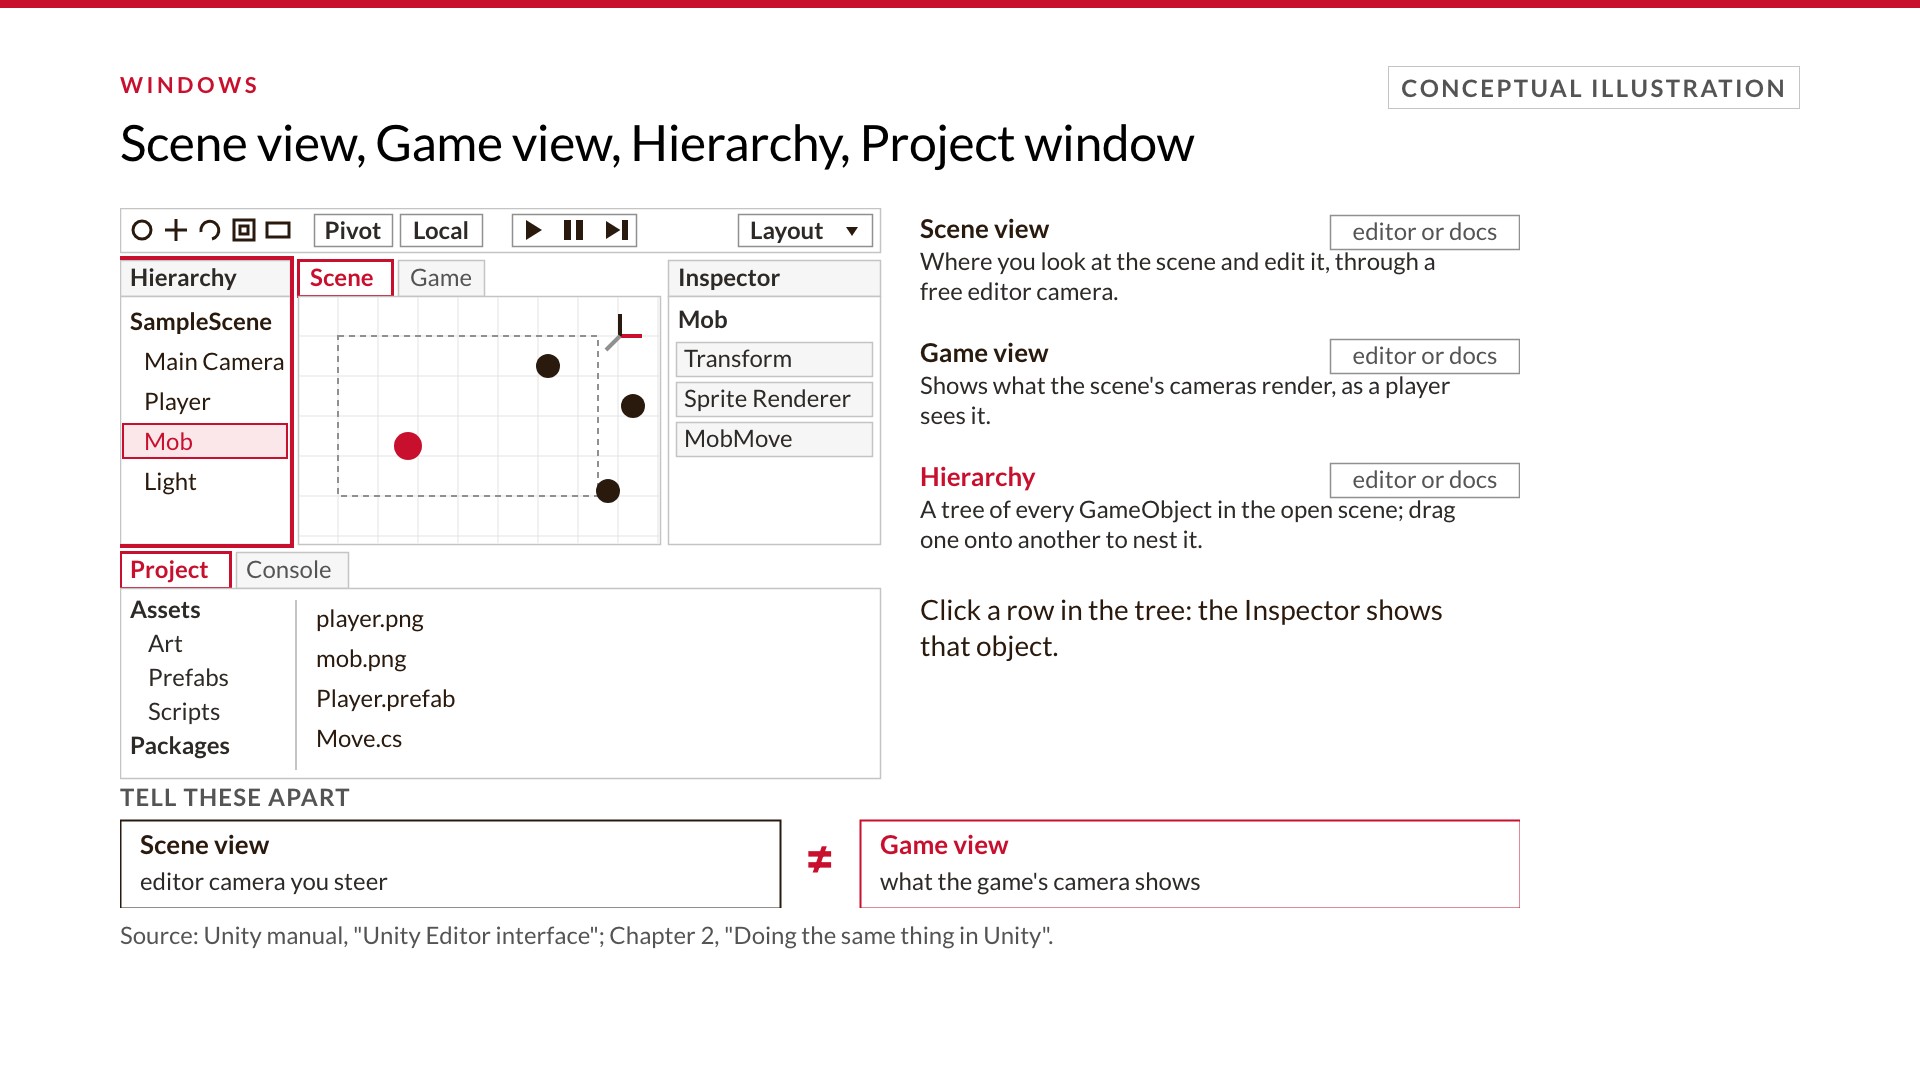 WINDOWS
CONCEPTUAL ILLUSTRATION
Scene view, Game view, Hierarchy, Project window
Pivot
Local
Layout
Hierarchy
SampleScene
Main Camera
Player
Mob
Light
Scene
Game
Inspector
Mob
Transform
Sprite Renderer
MobMove
Project
Console
Assets
Art
Prefabs
Scripts
Packages
player.png
mob.png
Player.prefab
Move.cs
Scene view
editor or docs
Where you look at the scene and edit it, through a
free editor camera.
Game view
editor or docs
Shows what the scene's cameras render, as a player
sees it.
Hierarchy
editor or docs
A tree of every GameObject in the open scene; drag
one onto another to nest it.
Click a row in the tree: the Inspector shows
that object.
TELL THESE APART
Scene view
editor camera you steer
≠
Game view
what the game's camera shows
Source: Unity manual, "Unity Editor interface"; Chapter 2, "Doing the same thing in Unity".